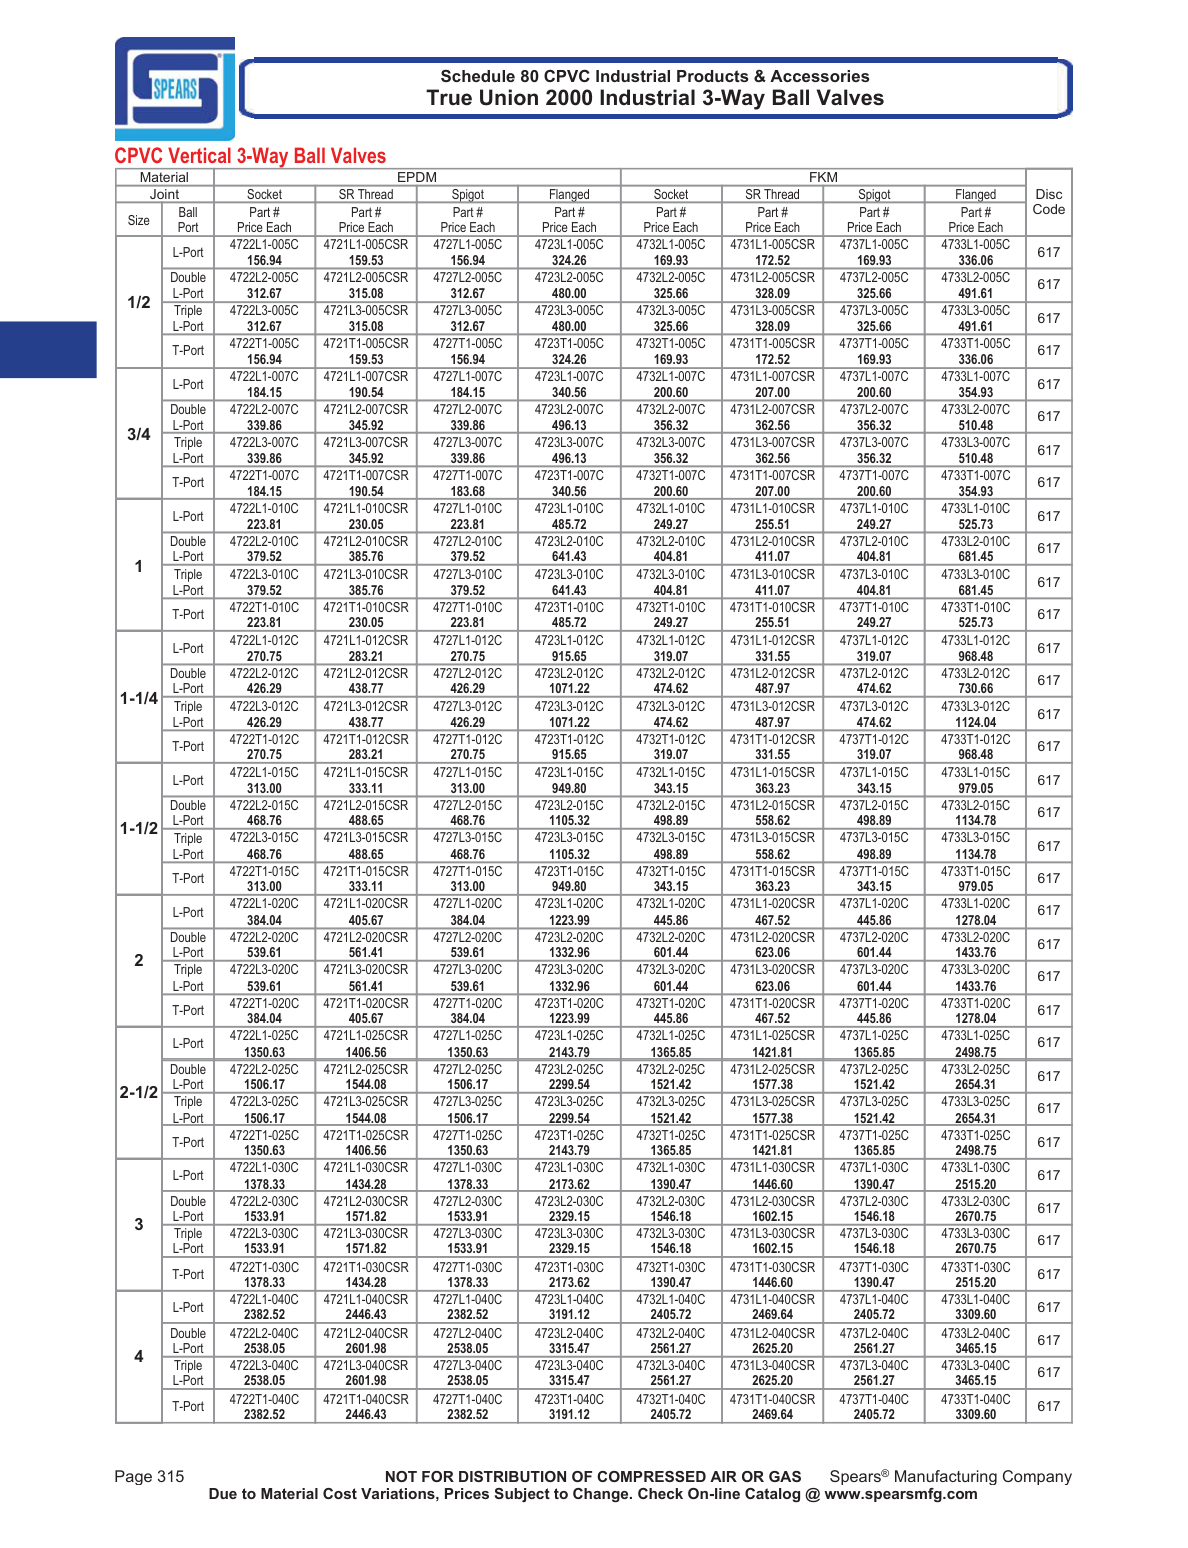 SPEARS®
Schedule 80 CPVC Industrial Products & Accessories
True Union 2000 Industrial 3-Way Ball Valves
CPVC Vertical 3-Way Ball Valves
Material EPDM FKM Disc Code
Joint Socket SR Thread Spigot Flanged Socket SR Thread Spigot Flanged
Size Ball Port Part # Part # Part # Part # Part # Part # Part # Part #
Price Each Price Each Price Each Price Each Price Each Price Each Price Each Price Each
1/2
L-Port 4722L1-005C 4721L1-005CSR 4727L1-005C 4723L1-005C 4732L1-005C 4731L1-005CSR 4737L1-005C 4733L1-005C 617
156.94 159.53 156.94 324.26 169.93 172.52 169.93 336.06
Double L-Port 4722L2-005C 4721L2-005CSR 4727L2-005C 4723L2-005C 4732L2-005C 4731L2-005CSR 4737L2-005C 4733L2-005C 617
312.67 315.08 312.67 480.00 325.66 328.09 325.66 491.61
Triple L-Port 4722L3-005C 4721L3-005CSR 4727L3-005C 4723L3-005C 4732L3-005C 4731L3-005CSR 4737L3-005C 4733L3-005C 617
312.67 315.08 312.67 480.00 325.66 328.09 325.66 491.61
T-Port 4722T1-005C 4721T1-005CSR 4727T1-005C 4723T1-005C 4732T1-005C 4731T1-005CSR 4737T1-005C 4733T1-005C 617
156.94 159.53 156.94 324.26 169.93 172.52 169.93 336.06
3/4
L-Port 4722L1-007C 4721L1-007CSR 4727L1-007C 4723L1-007C 4732L1-007C 4731L1-007CSR 4737L1-007C 4733L1-007C 617
184.15 190.54 184.15 340.56 200.60 207.00 200.60 354.93
Double L-Port 4722L2-007C 4721L2-007CSR 4727L2-007C 4723L2-007C 4732L2-007C 4731L2-007CSR 4737L2-007C 4733L2-007C 617
339.86 345.92 339.86 496.13 356.32 362.56 356.32 510.48
Triple L-Port 4722L3-007C 4721L3-007CSR 4727L3-007C 4723L3-007C 4732L3-007C 4731L3-007CSR 4737L3-007C 4733L3-007C 617
339.86 345.92 339.86 496.13 356.32 362.56 356.32 510.48
T-Port 4722T1-007C 4721T1-007CSR 4727T1-007C 4723T1-007C 4732T1-007C 4731T1-007CSR 4737T1-007C 4733T1-007C 617
184.15 190.54 183.68 340.56 200.60 207.00 200.60 354.93
1
L-Port 4722L1-010C 4721L1-010CSR 4727L1-010C 4723L1-010C 4732L1-010C 4731L1-010CSR 4737L1-010C 4733L1-010C 617
223.81 230.05 223.81 485.72 249.27 255.51 249.27 525.73
Double L-Port 4722L2-010C 4721L2-010CSR 4727L2-010C 4723L2-010C 4732L2-010C 4731L2-010CSR 4737L2-010C 4733L2-010C 617
379.52 385.76 379.52 641.43 404.81 411.07 404.81 681.45
Triple L-Port 4722L3-010C 4721L3-010CSR 4727L3-010C 4723L3-010C 4732L3-010C 4731L3-010CSR 4737L3-010C 4733L3-010C 617
379.52 385.76 379.52 641.43 404.81 411.07 404.81 681.45
T-Port 4722T1-010C 4721T1-010CSR 4727T1-010C 4723T1-010C 4732T1-010C 4731T1-010CSR 4737T1-010C 4733T1-010C 617
223.81 230.05 223.81 485.72 249.27 255.51 249.27 525.73
1-1/4
L-Port 4722L1-012C 4721L1-012CSR 4727L1-012C 4723L1-012C 4732L1-012C 4731L1-012CSR 4737L1-012C 4733L1-012C 617
270.75 283.21 270.75 915.65 319.07 331.55 319.07 968.48
Double L-Port 4722L2-012C 4721L2-012CSR 4727L2-012C 4723L2-012C 4732L2-012C 4731L2-012CSR 4737L2-012C 4733L2-012C 617
426.29 438.77 426.29 1071.22 474.62 487.97 474.62 730.66
Triple L-Port 4722L3-012C 4721L3-012CSR 4727L3-012C 4723L3-012C 4732L3-012C 4731L3-012CSR 4737L3-012C 4733L3-012C 617
426.29 438.77 426.29 1071.22 474.62 487.97 474.62 1124.04
T-Port 4722T1-012C 4721T1-012CSR 4727T1-012C 4723T1-012C 4732T1-012C 4731T1-012CSR 4737T1-012C 4733T1-012C 617
270.75 283.21 270.75 915.65 319.07 331.55 319.07 968.48
1-1/2
L-Port 4722L1-015C 4721L1-015CSR 4727L1-015C 4723L1-015C 4732L1-015C 4731L1-015CSR 4737L1-015C 4733L1-015C 617
313.00 333.11 313.00 949.80 343.15 363.23 343.15 979.05
Double L-Port 4722L2-015C 4721L2-015CSR 4727L2-015C 4723L2-015C 4732L2-015C 4731L2-015CSR 4737L2-015C 4733L2-015C 617
468.76 488.65 468.76 1105.32 498.89 558.62 498.89 1134.78
Triple L-Port 4722L3-015C 4721L3-015CSR 4727L3-015C 4723L3-015C 4732L3-015C 4731L3-015CSR 4737L3-015C 4733L3-015C 617
468.76 488.65 468.76 1105.32 498.89 558.62 498.89 1134.78
T-Port 4722T1-015C 4721T1-015CSR 4727T1-015C 4723T1-015C 4732T1-015C 4731T1-015CSR 4737T1-015C 4733T1-015C 617
313.00 333.11 313.00 949.80 343.15 363.23 343.15 979.05
2
L-Port 4722L1-020C 4721L1-020CSR 4727L1-020C 4723L1-020C 4732L1-020C 4731L1-020CSR 4737L1-020C 4733L1-020C 617
384.04 405.67 384.04 1223.99 445.86 467.52 445.86 1278.04
Double L-Port 4722L2-020C 4721L2-020CSR 4727L2-020C 4723L2-020C 4732L2-020C 4731L2-020CSR 4737L2-020C 4733L2-020C 617
539.61 561.41 539.61 1332.96 601.44 623.06 601.44 1433.76
Triple L-Port 4722L3-020C 4721L3-020CSR 4727L3-020C 4723L3-020C 4732L3-020C 4731L3-020CSR 4737L3-020C 4733L3-020C 617
539.61 561.41 539.61 1332.96 601.44 623.06 601.44 1433.76
T-Port 4722T1-020C 4721T1-020CSR 4727T1-020C 4723T1-020C 4732T1-020C 4731T1-020CSR 4737T1-020C 4733T1-020C 617
384.04 405.67 384.04 1223.99 445.86 467.52 445.86 1278.04
2-1/2
L-Port 4722L1-025C 4721L1-025CSR 4727L1-025C 4723L1-025C 4732L1-025C 4731L1-025CSR 4737L1-025C 4733L1-025C 617
1350.63 1406.56 1350.63 2143.79 1365.85 1421.81 1365.85 2498.75
Double L-Port 4722L2-025C 4721L2-025CSR 4727L2-025C 4723L2-025C 4732L2-025C 4731L2-025CSR 4737L2-025C 4733L2-025C 617
1506.17 1544.08 1506.17 2299.54 1521.42 1577.38 1521.42 2654.31
Triple L-Port 4722L3-025C 4721L3-025CSR 4727L3-025C 4723L3-025C 4732L3-025C 4731L3-025CSR 4737L3-025C 4733L3-025C 617
1506.17 1544.08 1506.17 2299.54 1521.42 1577.38 1521.42 2654.31
T-Port 4722T1-025C 4721T1-025CSR 4727T1-025C 4723T1-025C 4732T1-025C 4731T1-025CSR 4737T1-025C 4733T1-025C 617
1350.63 1406.56 1350.63 2143.79 1365.85 1421.81 1365.85 2498.75
3
L-Port 4722L1-030C 4721L1-030CSR 4727L1-030C 4723L1-030C 4732L1-030C 4731L1-030CSR 4737L1-030C 4733L1-030C 617
1378.33 1434.28 1378.33 2173.62 1390.47 1446.60 1390.47 2515.20
Double L-Port 4722L2-030C 4721L2-030CSR 4727L2-030C 4723L2-030C 4732L2-030C 4731L2-030CSR 4737L2-030C 4733L2-030C 617
1533.91 1571.82 1533.91 2329.15 1546.18 1602.15 1546.18 2670.75
Triple L-Port 4722L3-030C 4721L3-030CSR 4727L3-030C 4723L3-030C 4732L3-030C 4731L3-030CSR 4737L3-030C 4733L3-030C 617
1533.91 1571.82 1533.91 2329.15 1546.18 1602.15 1546.18 2670.75
T-Port 4722T1-030C 4721T1-030CSR 4727T1-030C 4723T1-030C 4732T1-030C 4731T1-030CSR 4737T1-030C 4733T1-030C 617
1378.33 1434.28 1378.33 2173.62 1390.47 1446.60 1390.47 2515.20
4
L-Port 4722L1-040C 4721L1-040CSR 4727L1-040C 4723L1-040C 4732L1-040C 4731L1-040CSR 4737L1-040C 4733L1-040C 617
2382.52 2446.43 2382.52 3191.12 2405.72 2469.64 2405.72 3309.60
Double L-Port 4722L2-040C 4721L2-040CSR 4727L2-040C 4723L2-040C 4732L2-040C 4731L2-040CSR 4737L2-040C 4733L2-040C 617
2538.05 2601.98 2538.05 3315.47 2561.27 2625.20 2561.27 3465.15
Triple L-Port 4722L3-040C 4721L3-040CSR 4727L3-040C 4723L3-040C 4732L3-040C 4731L3-040CSR 4737L3-040C 4733L3-040C 617
2538.05 2601.98 2538.05 3315.47 2561.27 2625.20 2561.27 3465.15
T-Port 4722T1-040C 4721T1-040CSR 4727T1-040C 4723T1-040C 4732T1-040C 4731T1-040CSR 4737T1-040C 4733T1-040C 617
2382.52 2446.43 2382.52 3191.12 2405.72 2469.64 2405.72 3309.60
Page 315 NOT FOR DISTRIBUTION OF COMPRESSED AIR OR GAS Spears® Manufacturing Company
Due to Material Cost Variations, Prices Subject to Change. Check On-line Catalog @ www.spearsmfg.com